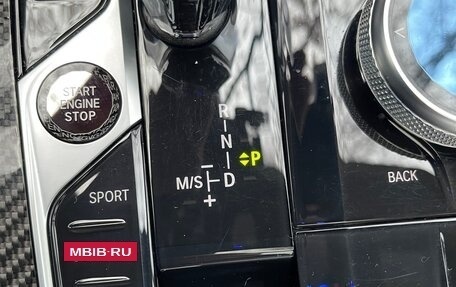 START
ENGINE
STOP
R
N
P
− 
M/S D
+
SPORT
BACK
MBIB-RU